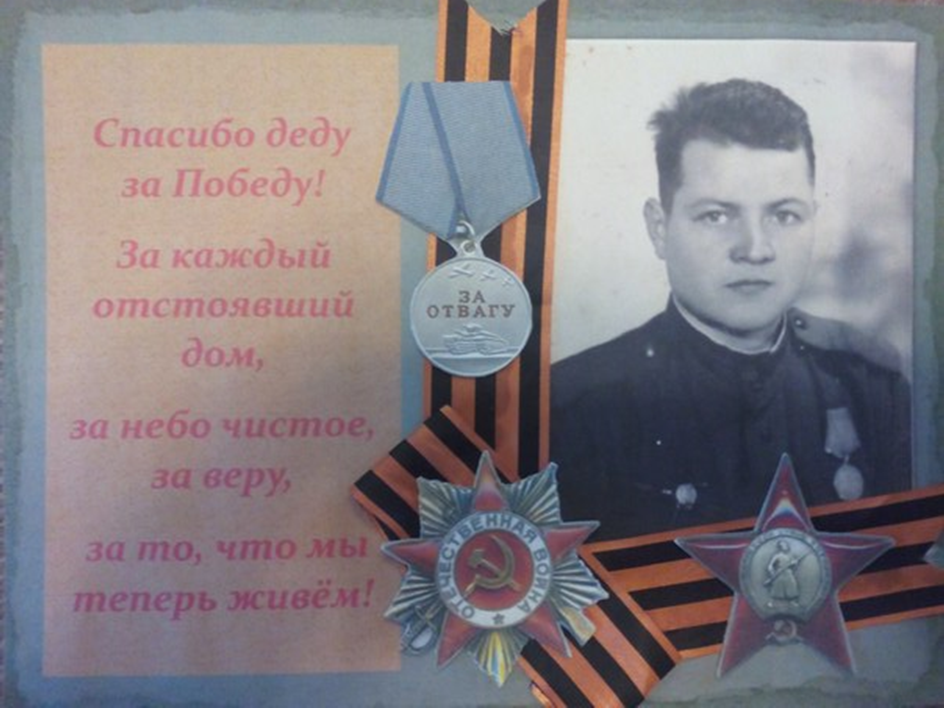 Спасибо деду
за Победу!
За каждый
отстоявший
дом,
за небо чистое,
за веру,
за то, что мы
теперь живём!
ЗА
ОТВАГУ
ОТЕЧЕСТВЕННАЯ ВОЙНА